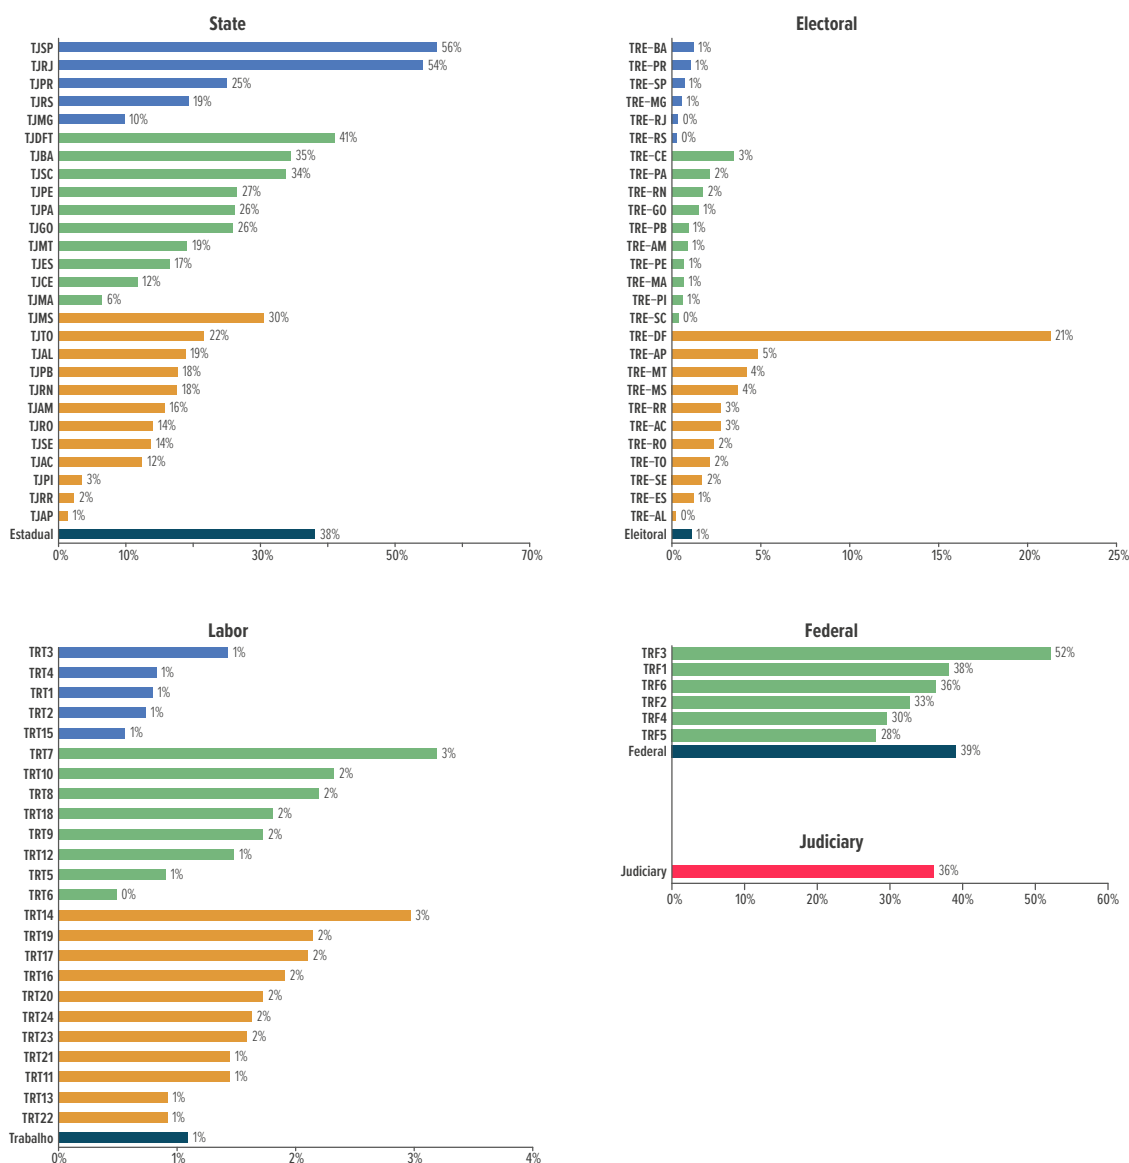 State
TJSP 56%
TJRJ 54%
TJPR 25%
TJRS 19%
TJMG 10%
TJDFT 41%
TJBA 35%
TJSC 34%
TJPE 27%
TJPA 26%
TJGO 26%
TJMT 19%
TJES 17%
TJCE 12%
TJMA 6%
TJMS 30%
TJTO 22%
TJAL 19%
TJPB 18%
TJRN 18%
TJAM 16%
TJRO 14%
TJSE 14%
TJAC 12%
TJPI 3%
TJRR 2%
TJAP 1%
Estadual 38%
0% 10% 30% 50% 70%
Electoral
TRE-BA 1%
TRE-PR 1%
TRE-SP 1%
TRE-MG 1%
TRE-RJ 0%
TRE-RS 0%
TRE-CE 3%
TRE-PA 2%
TRE-RN 2%
TRE-GO 1%
TRE-PB 1%
TRE-AM 1%
TRE-PE 1%
TRE-MA 1%
TRE-PI 1%
TRE-SC 0%
TRE-DF 21%
TRE-AP 5%
TRE-MT 4%
TRE-MS 4%
TRE-RR 3%
TRE-AC 3%
TRE-RO 2%
TRE-TO 2%
TRE-SE 2%
TRE-ES 1%
TRE-AL 0%
Eleitoral 1%
0% 5% 10% 15% 20% 25%
Labor
TRT3 1%
TRT4 1%
TRT1 1%
TRT2 1%
TRT15 1%
TRT7 3%
TRT10 2%
TRT8 2%
TRT18 2%
TRT9 2%
TRT12 1%
TRT5 1%
TRT6 0%
TRT14 3%
TRT19 2%
TRT17 2%
TRT16 2%
TRT20 2%
TRT24 2%
TRT23 2%
TRT21 1%
TRT11 1%
TRT13 1%
TRT22 1%
Trabalho 1%
0% 1% 2% 3% 4%
Federal
TRF3 52%
TRF1 38%
TRF6 36%
TRF2 33%
TRF4 30%
TRF5 28%
Federal 39%
Judiciary
Judiciary 36%
0% 10% 20% 30% 40% 50% 60%